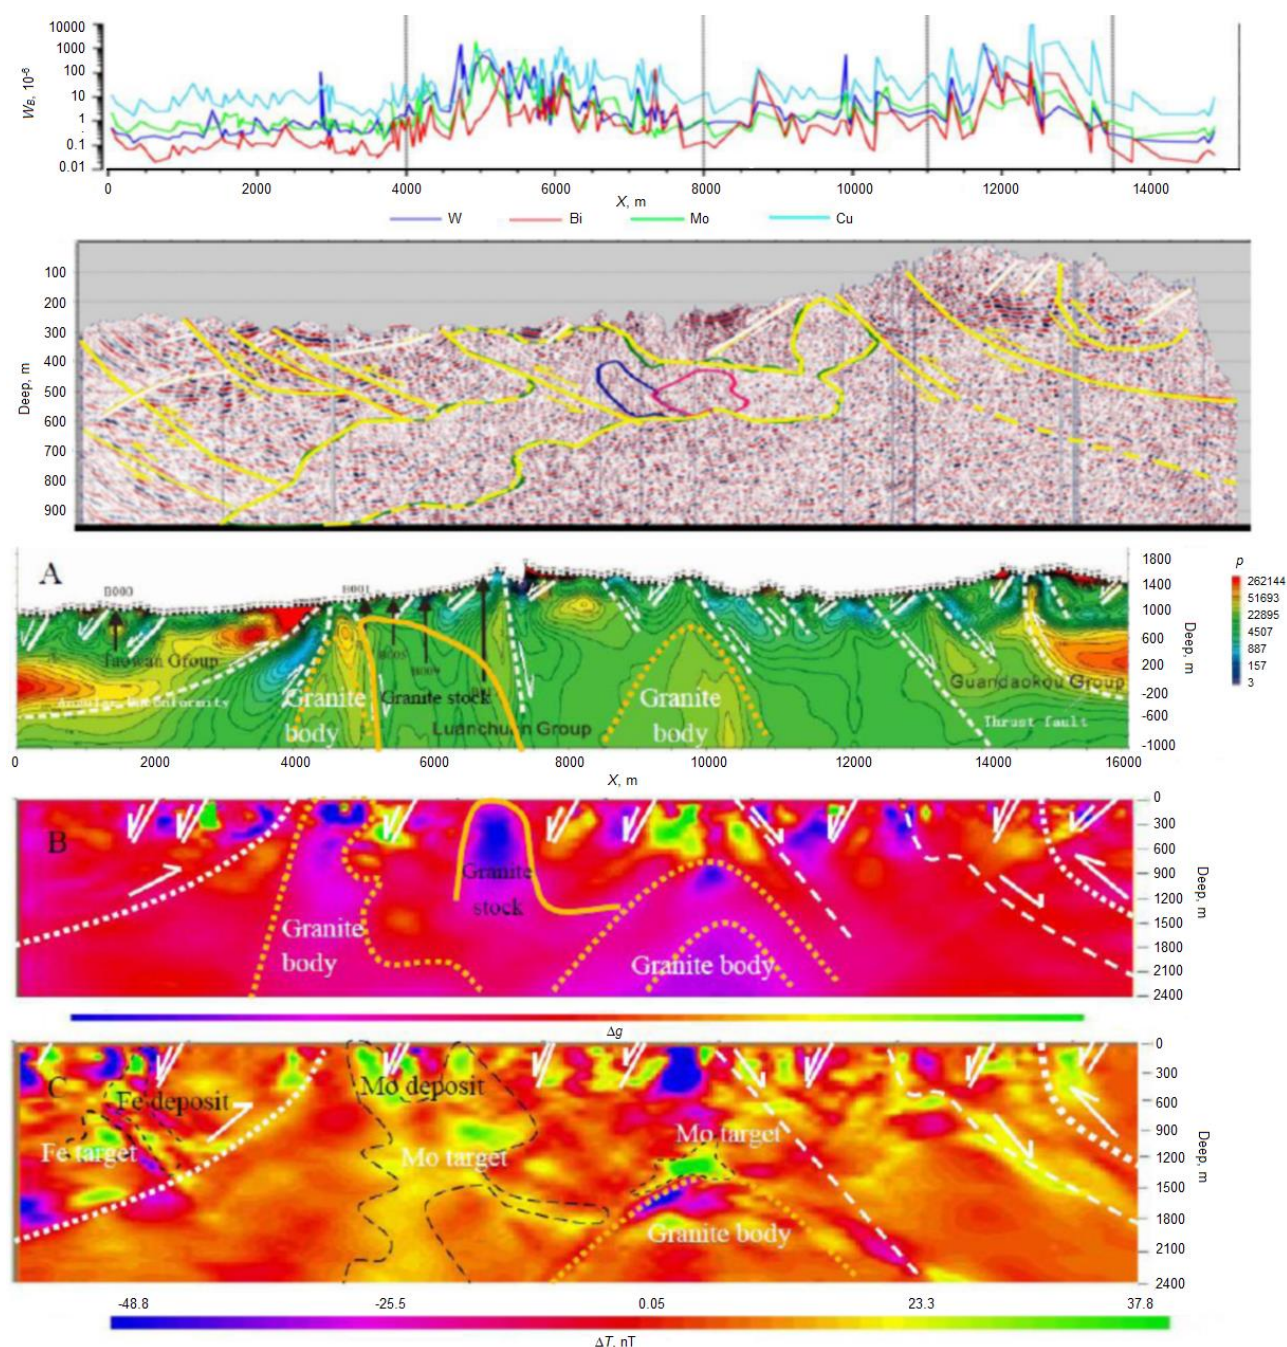 10000
1000
100
10
1
0.1
0.01
W_B, 10⁻⁶
0 2000 4000 6000 8000 10000 12000 14000
X, m
W Bi Mo Cu
100
200
300
400
500
600
700
800
900
Deep, m
A
Taowan Group
Granite
body
Granite stock
Luanchuan Group
Granite
body
Guandaokou Group
Thrust fault
1800
1400
1000
600
200
-200
-600
-1000
Deep, m
p
262144
51693
22895
4507
887
157
3
0 2000 4000 6000 8000 10000 12000 14000 16000
X, m
B
Granite
stock
Granite
body
Granite body
0
300
600
900
1200
1500
1800
2100
2400
Deep, m
Δg
C
Fe deposit
Fe target
Mo deposit
Mo target
Mo target
Granite body
0
300
600
900
1200
1500
1800
2100
2400
Deep, m
-48.8 -25.5 0.05 23.3 37.8
ΔT, nT